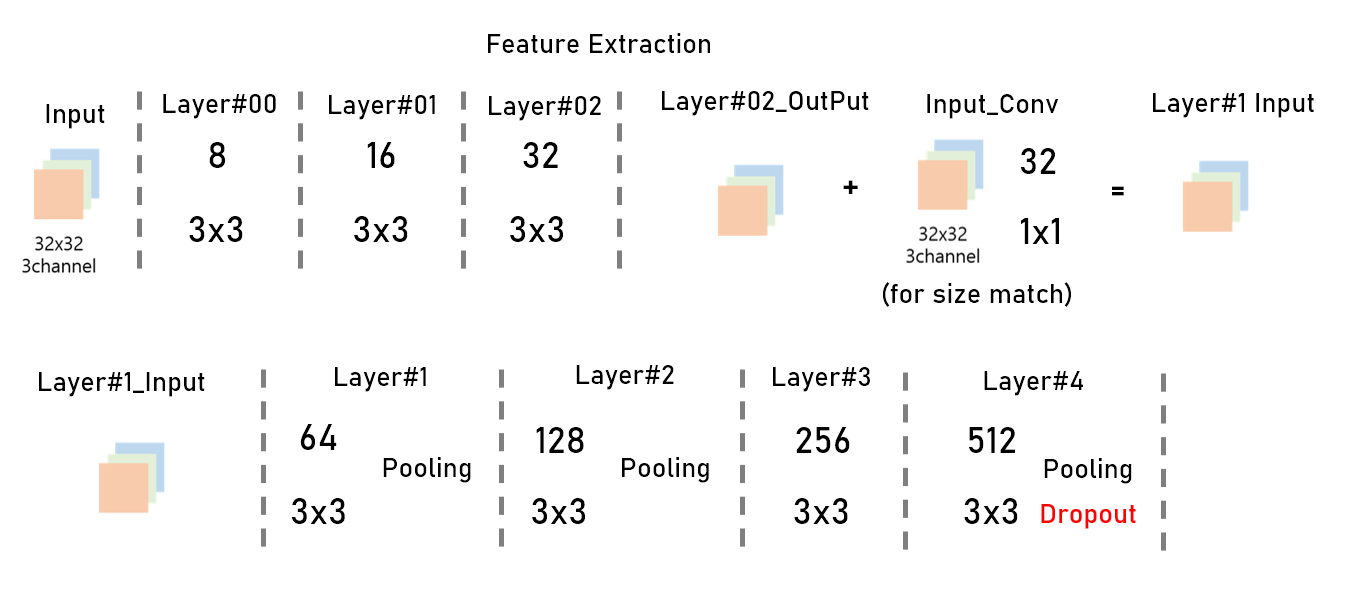 Feature Extraction
Input
Layer#00
Layer#01
Layer#02
Layer#02_OutPut
Input_Conv
Layer#1 Input
8
16
32
+
32
=
3x3
3x3
3x3
1x1
32x32
3channel
32x32
3channel
(for size match)
Layer#1_Input
Layer#1
Layer#2
Layer#3
Layer#4
64
128
256
512
Pooling
Pooling
Pooling
3x3
3x3
3x3
3x3
Dropout